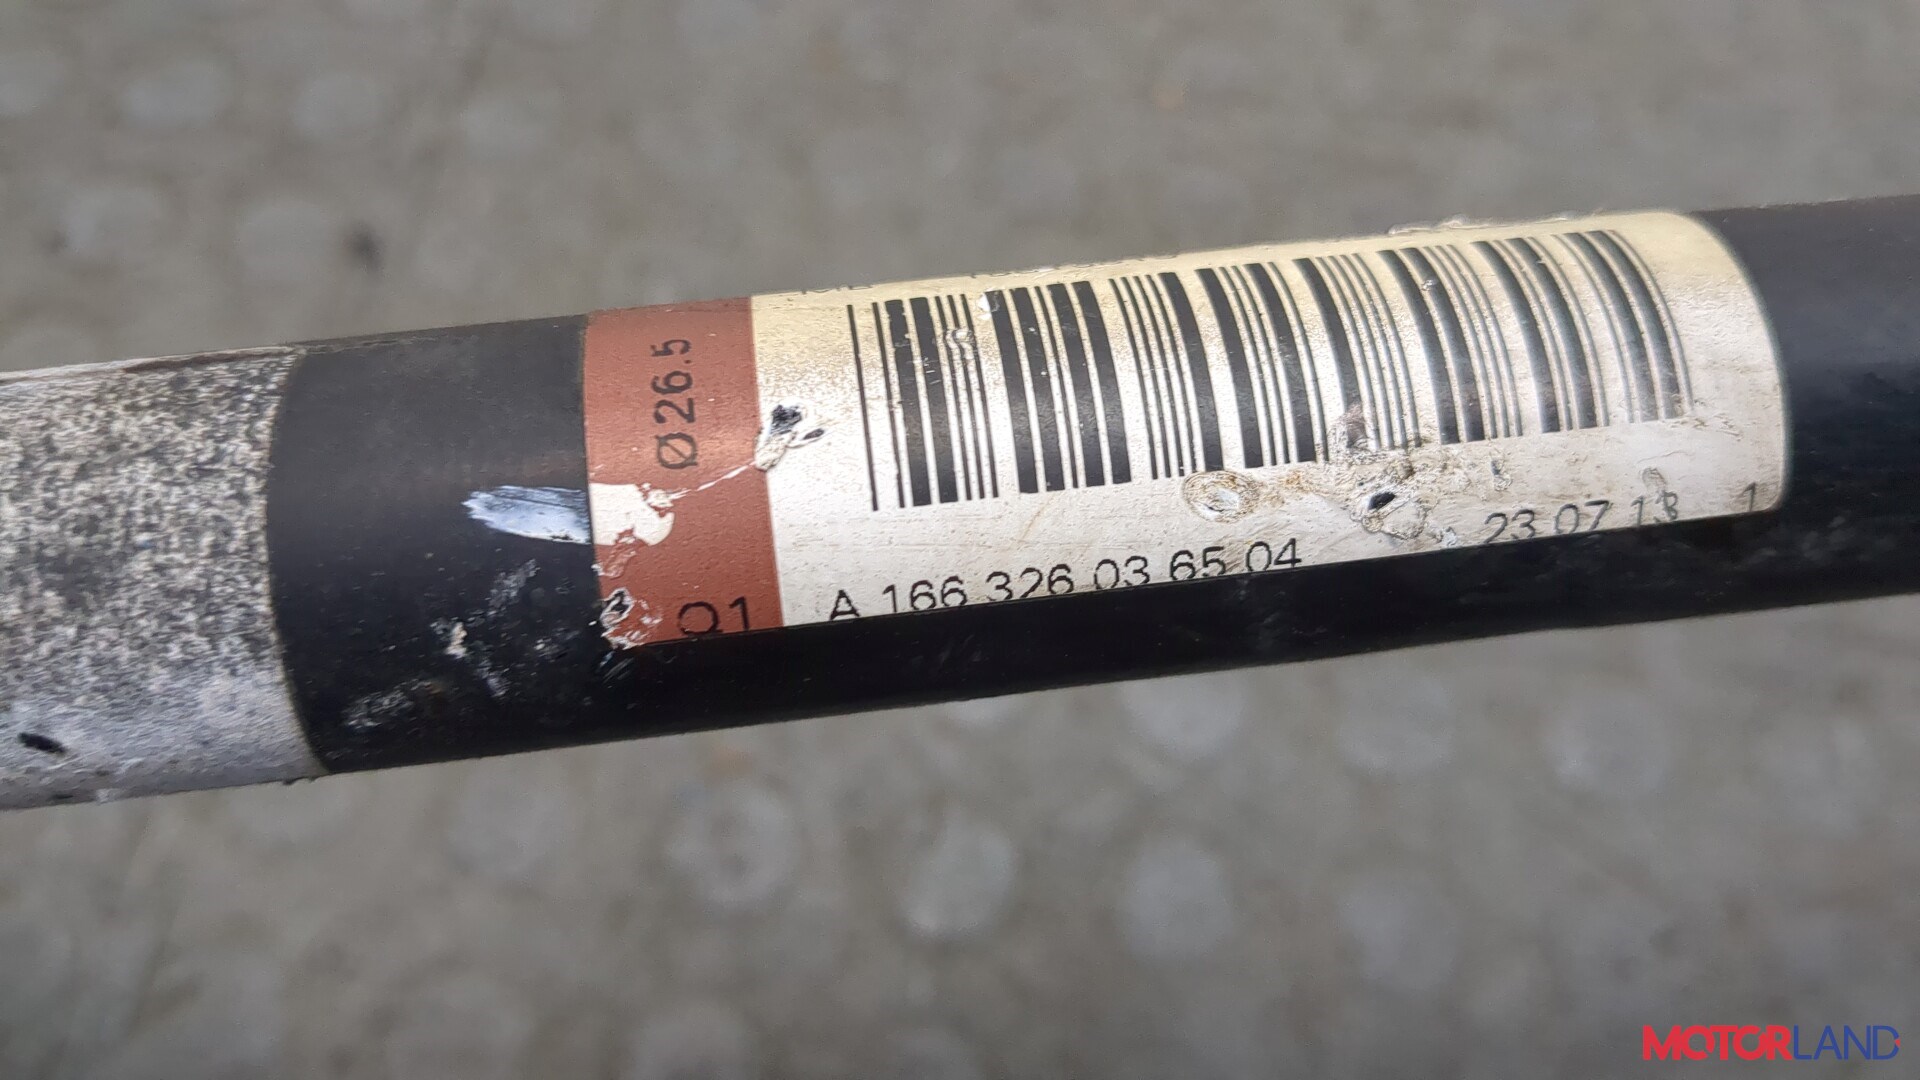 Ø26.5
Q1
A 166 326 03 65 04
23 07 13 1
MOTORLAND